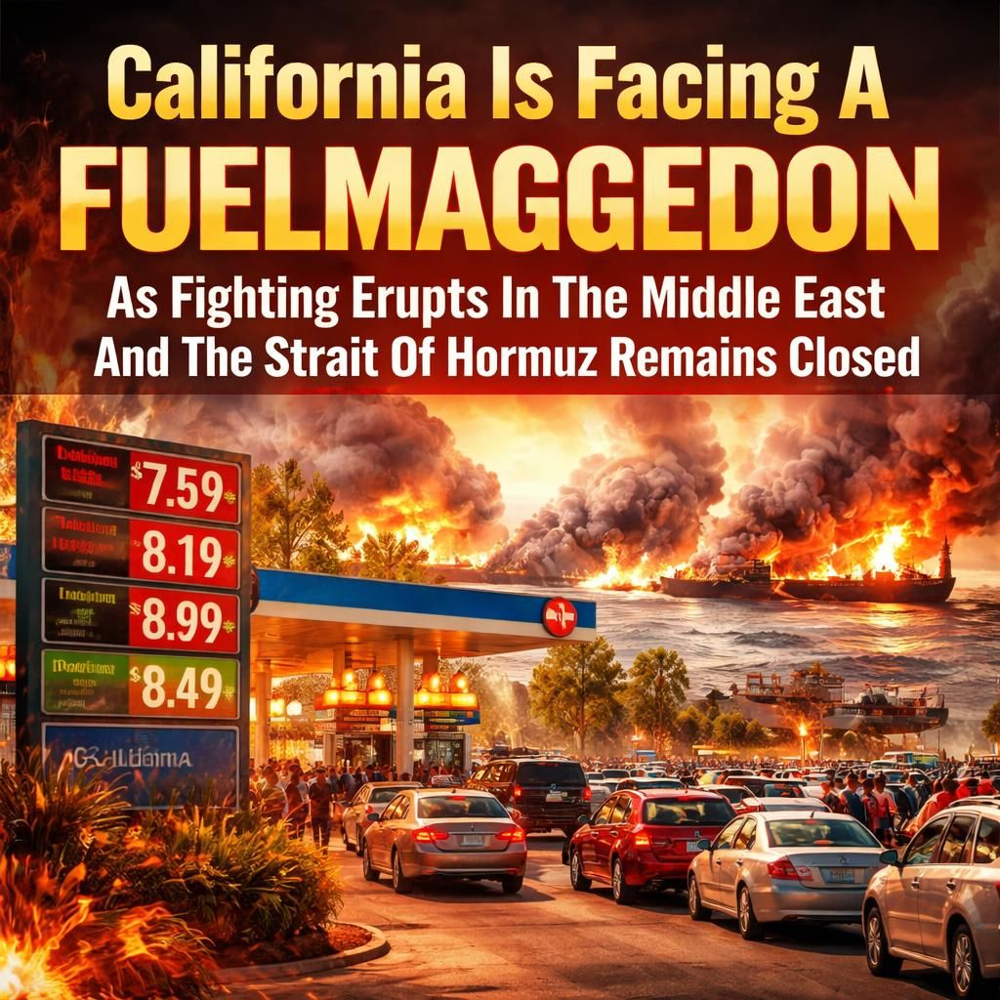 California Is Facing A
FUELMAGGEDON
As Fighting Erupts In The Middle East
And The Strait Of Hormuz Remains Closed
$7.59
$8.19
$8.99
$8.49